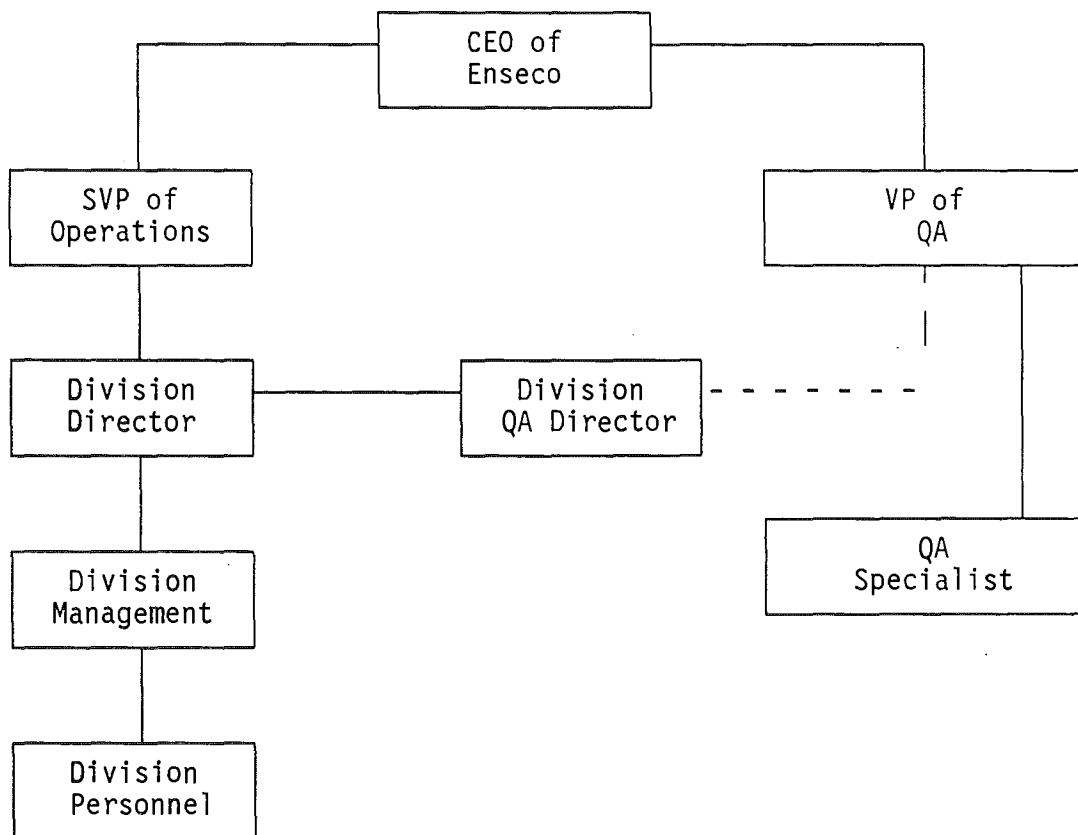 CEO of
Enseco
SVP of
Operations
VP of
QA
Division
Director
Division
QA Director
Division
Management
QA
Specialist
Division
Personnel